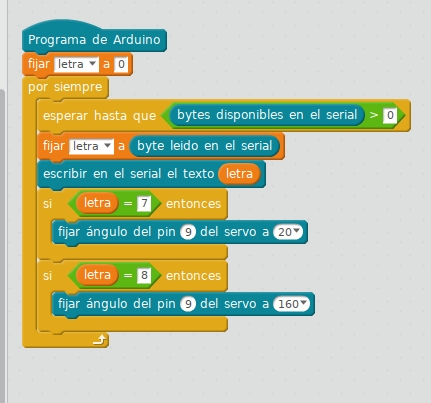 Programa de Arduino
fijar letra a 0
por siempre
esperar hasta que bytes disponibles en el serial > 0
fijar letra a byte leido en el serial
escribir en el serial el texto letra
si letra = 7 entonces
fijar ángulo del pin 9 del servo a 20
si letra = 8 entonces
fijar ángulo del pin 9 del servo a 160